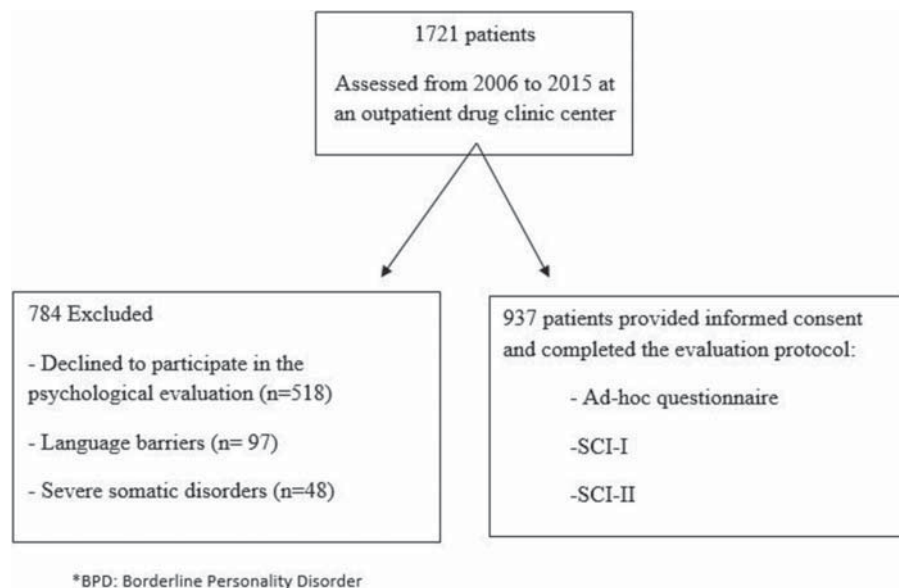 1721 patients
Assessed from 2006 to 2015 at
an outpatient drug clinic center
784 Excluded
- Declined to participate in the
psychological evaluation (n=518)
- Language barriers (n= 97)
- Severe somatic disorders (n=48)
937 patients provided informed consent
and completed the evaluation protocol:
- Ad-hoc questionnaire
-SCI-I
-SCI-II
*BPD: Borderline Personality Disorder